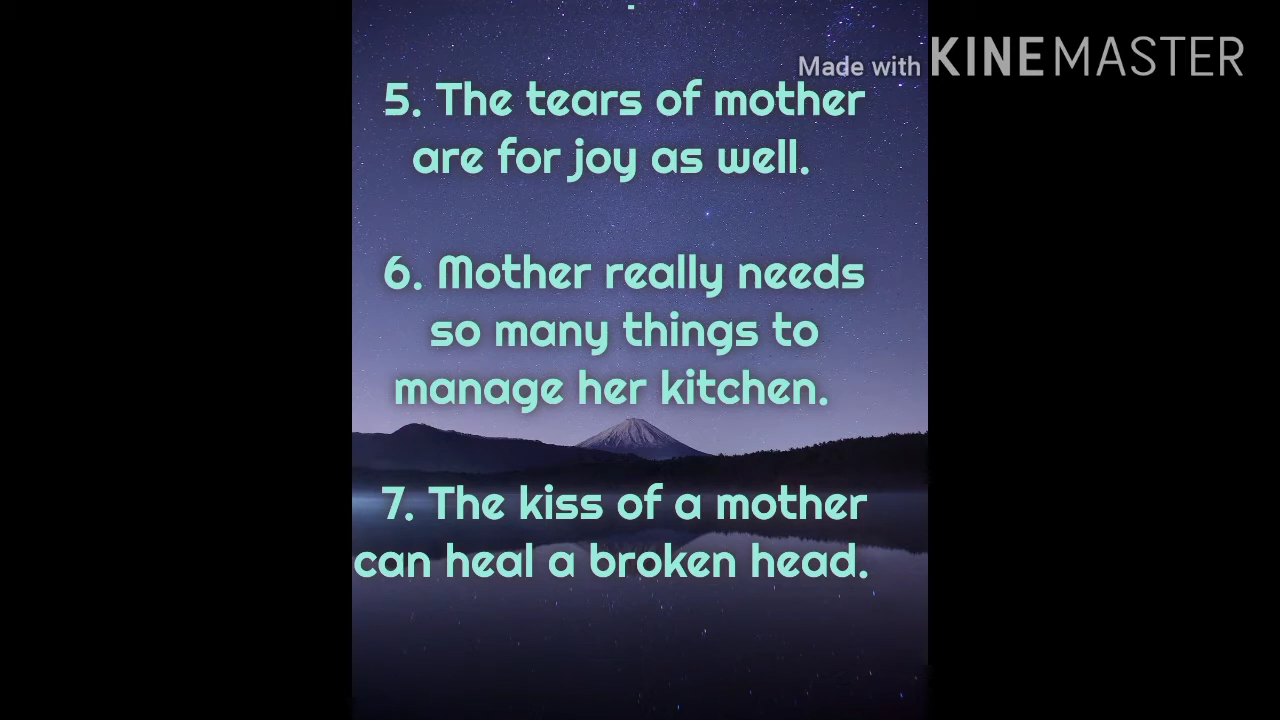 Made with KINEMASTER
5. The tears of mother
are for joy as well.
6. Mother really needs
so many things to
manage her kitchen.
7. The kiss of a mother
can heal a broken head.